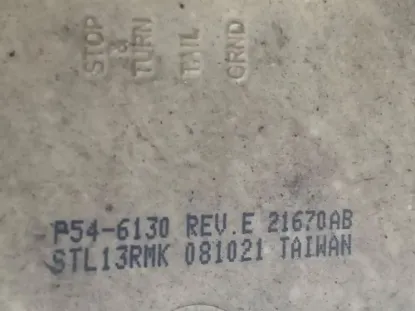 STOP & TURN
TAIL
GRND
P54-6130 REV.E 21670AB
STL13RMK 081021 TAIWAN